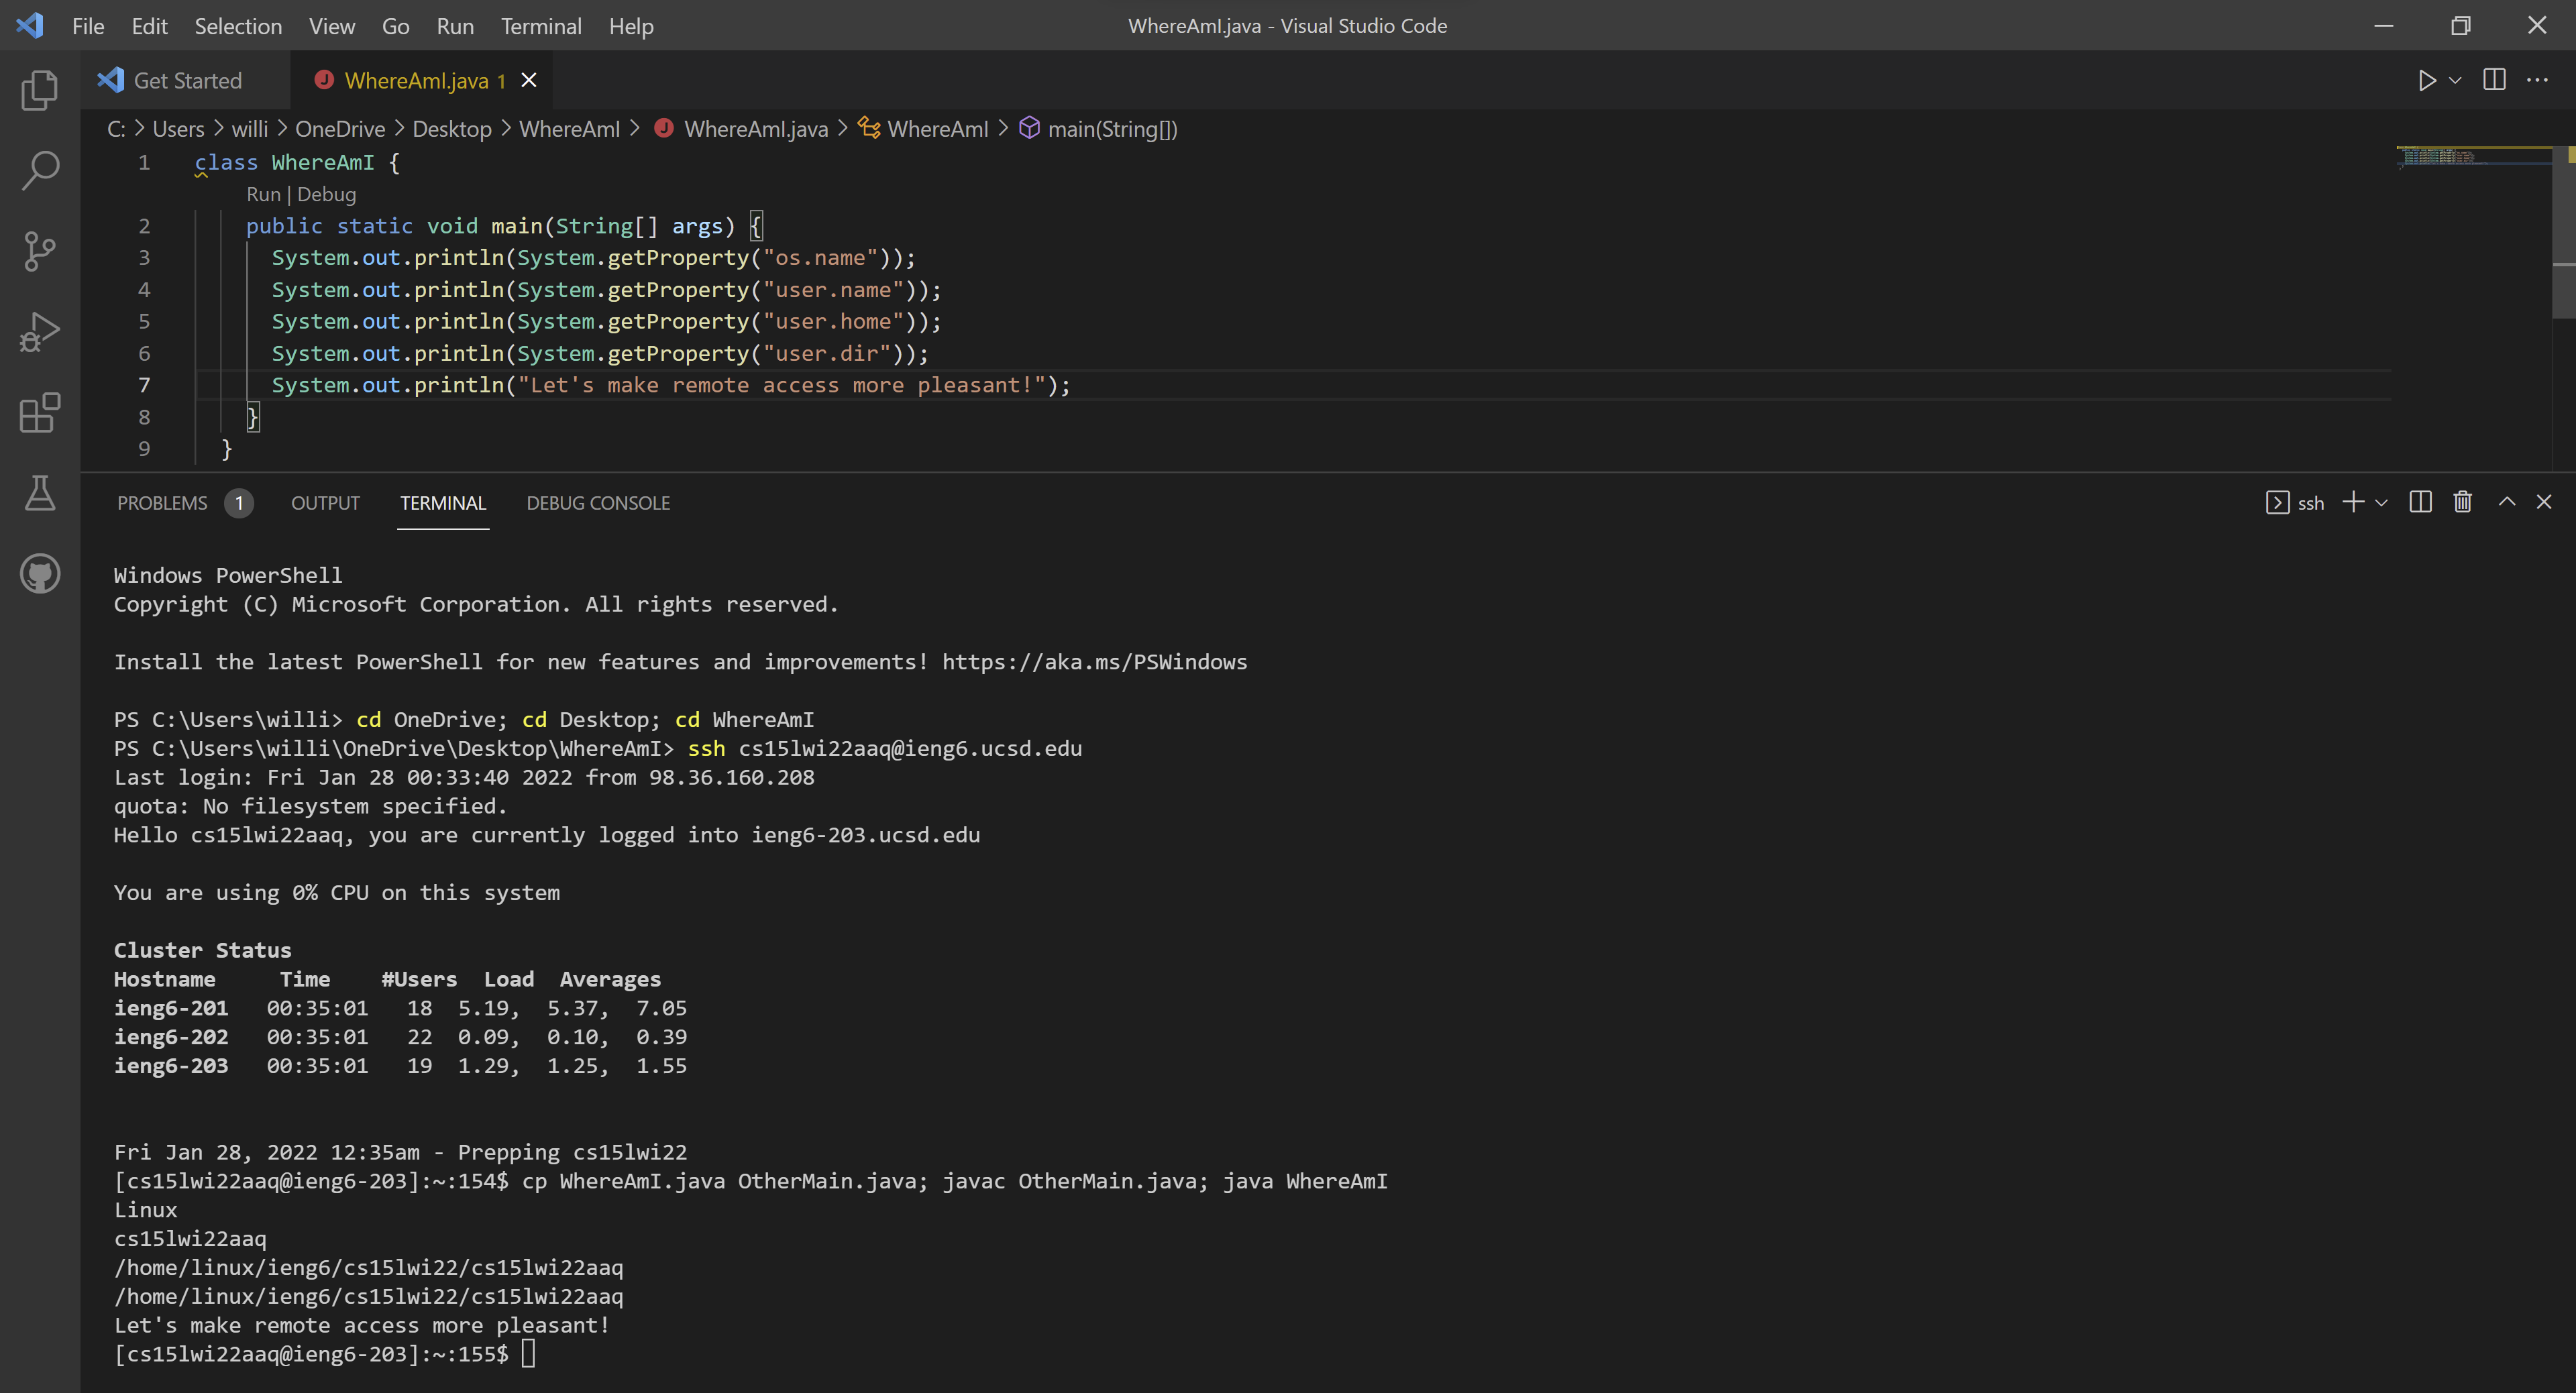 File Edit Selection View Go Run Terminal Help WhereAmI.java - Visual Studio Code
Get Started WhereAmI.java 1
C: > Users > willi > OneDrive > Desktop > WhereAmI > WhereAmI.java > WhereAmI > main(String[])
1 class WhereAmI {
Run | Debug
2 public static void main(String[] args) {
3 System.out.println(System.getProperty("os.name"));
4 System.out.println(System.getProperty("user.name"));
5 System.out.println(System.getProperty("user.home"));
6 System.out.println(System.getProperty("user.dir"));
7 System.out.println("Let's make remote access more pleasant!");
8 }
9 }
PROBLEMS 1 OUTPUT TERMINAL DEBUG CONSOLE ssh
Windows PowerShell
Copyright (C) Microsoft Corporation. All rights reserved.
Install the latest PowerShell for new features and improvements! https://aka.ms/PSWindows
PS C:\Users\willi> cd OneDrive; cd Desktop; cd WhereAmI
PS C:\Users\willi\OneDrive\Desktop\WhereAmI> ssh cs15lwi22aaq@ieng6.ucsd.edu
Last login: Fri Jan 28 00:33:40 2022 from 98.36.160.208
quota: No filesystem specified.
Hello cs15lwi22aaq, you are currently logged into ieng6-203.ucsd.edu
You are using 0% CPU on this system
Cluster Status
Hostname Time #Users Load Averages
ieng6-201 00:35:01 18 5.19, 5.37, 7.05
ieng6-202 00:35:01 22 0.09, 0.10, 0.39
ieng6-203 00:35:01 19 1.29, 1.25, 1.55
Fri Jan 28, 2022 12:35am - Prepping cs15lwi22
[cs15lwi22aaq@ieng6-203]:~:154$ cp WhereAmI.java OtherMain.java; javac OtherMain.java; java WhereAmI
Linux
cs15lwi22aaq
/home/linux/ieng6/cs15lwi22/cs15lwi22aaq
/home/linux/ieng6/cs15lwi22/cs15lwi22aaq
Let's make remote access more pleasant!
[cs15lwi22aaq@ieng6-203]:~:155$